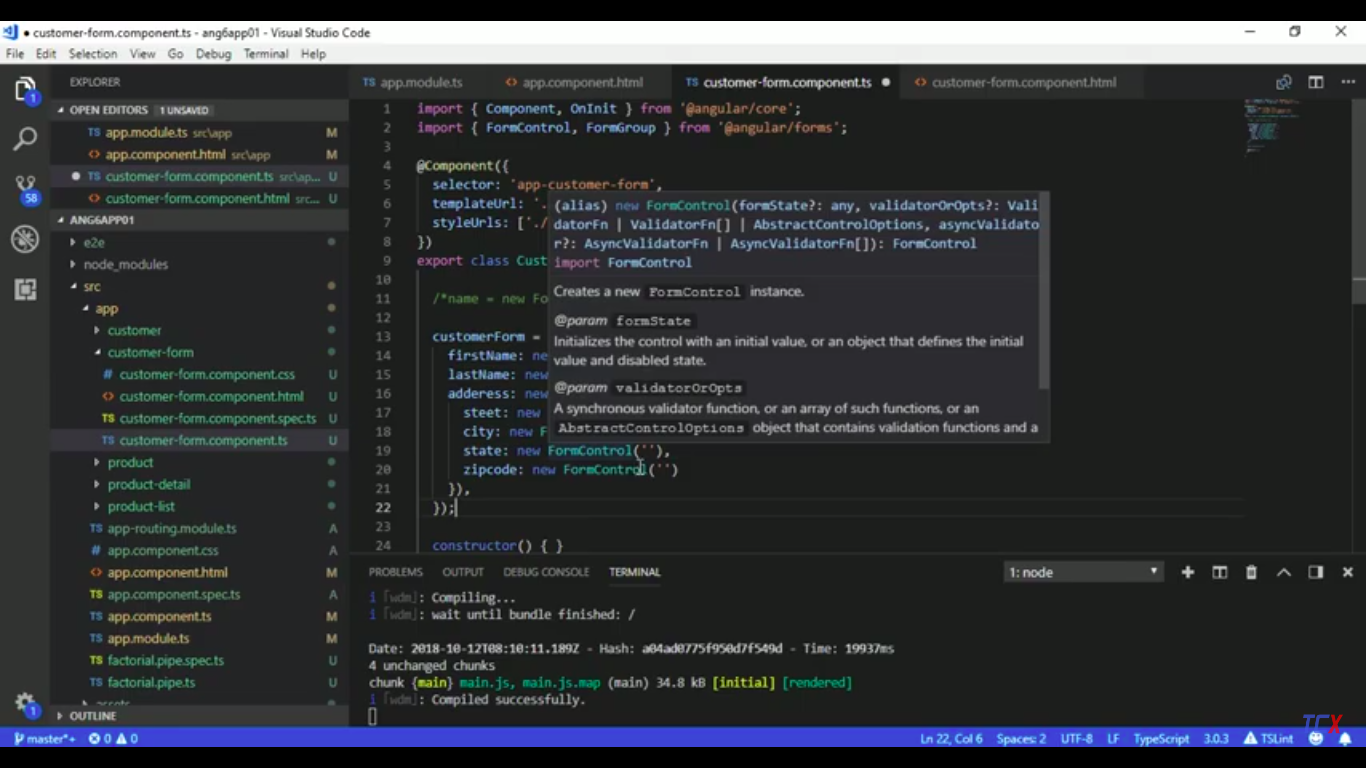 customer-form.component.ts - ang6app01 - Visual Studio Code
File Edit Selection View Go Debug Terminal Help
EXPLORER
OPEN EDITORS 1 UNSAVED
TS app.module.ts src\app M
<> app.component.html src\app M
● TS customer-form.component.ts src\ap... U
<> customer-form.component.html src... U
ANG6APP01
e2e
node_modules
src
app
customer
customer-form
# customer-form.component.css U
<> customer-form.component.html U
TS customer-form.component.spec.ts U
TS customer-form.component.ts U
product
product-detail
product-list
TS app-routing.module.ts A
# app.component.css A
<> app.component.html M
TS app.component.spec.ts A
TS app.component.ts M
TS app.module.ts M
TS factorial.pipe.spec.ts U
TS factorial.pipe.ts U
assets
OUTLINE
1
58
1
TS app.module.ts <> app.component.html TS customer-form.component.ts ● <> customer-form.component.html
1 import { Component, OnInit } from '@angular/core';
2 import { FormControl, FormGroup } from '@angular/forms';
3
4 @Component({
5 selector: 'app-customer-form',
6 templateUrl: '.
7 styleUrls: ['./
8 })
9 export class Cust
10
11 /*name = new Fo
12
13 customerForm =
14 firstName: ne
15 lastName: new
16 adderess: new
17 steet: new
18 city: new F
19 state: new FormControl(''),
20 zipcode: new FormControl('')
21 }),
22 });
23
24 constructor() { }
(alias) new FormControl(formState?: any, validatorOrOpts?: Vali
datorFn | ValidatorFn[] | AbstractControlOptions, asyncValidato
r?: AsyncValidatorFn | AsyncValidatorFn[]): FormControl
import FormControl
Creates a new FormControl instance.
@param formState
Initializes the control with an initial value, or an object that defines the initial
value and disabled state.
@param validatorOrOpts
A synchronous validator function, or an array of such functions, or an
AbstractControlOptions object that contains validation functions and a
PROBLEMS OUTPUT DEBUG CONSOLE TERMINAL 1: node
i ｢wdm｣: Compiling...
i ｢wdm｣: wait until bundle finished: /
Date: 2018-10-12T08:10:11.189Z - Hash: a04ad0775f950d7f549d - Time: 19937ms
4 unchanged chunks
chunk {main} main.js, main.js.map (main) 34.8 kB [initial] [rendered]
i ｢wdm｣: Compiled successfully.
TCX
master*+ 0 0 Ln 22, Col 6 Spaces: 2 UTF-8 LF TypeScript 3.0.3 TSLint